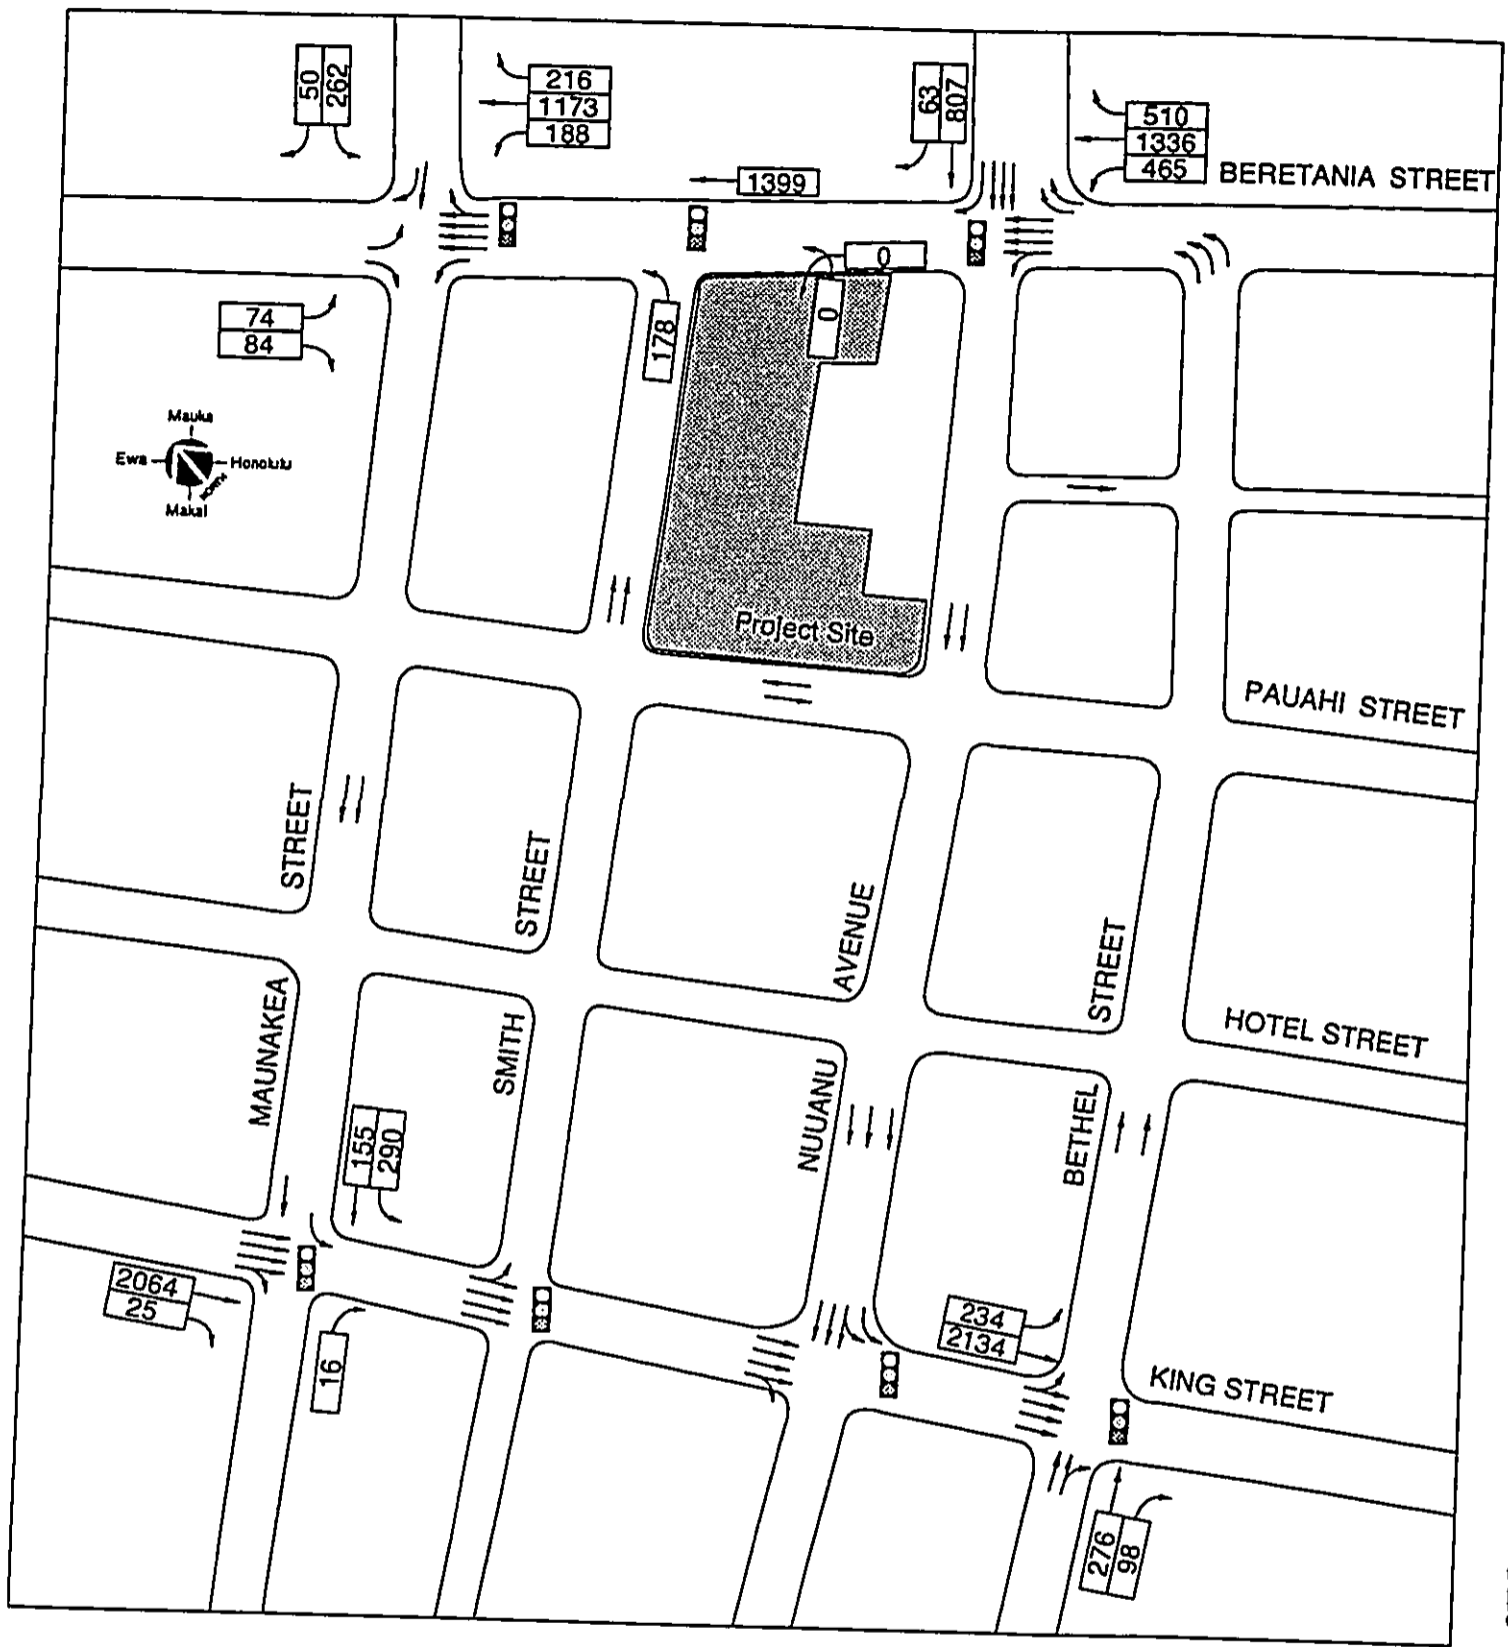 50
262
216
1173
188
63
807
510
1336
465
BERETANIA STREET
1399
0
0
178
74
84
Mauka
Ewa
Honolulu
NORTH
Makai
Project Site
PAUAHI STREET
MAUNAKEA STREET
SMITH STREET
NUUANU AVENUE
BETHEL STREET
HOTEL STREET
155
290
2064
25
16
234
2134
KING STREET
276
98